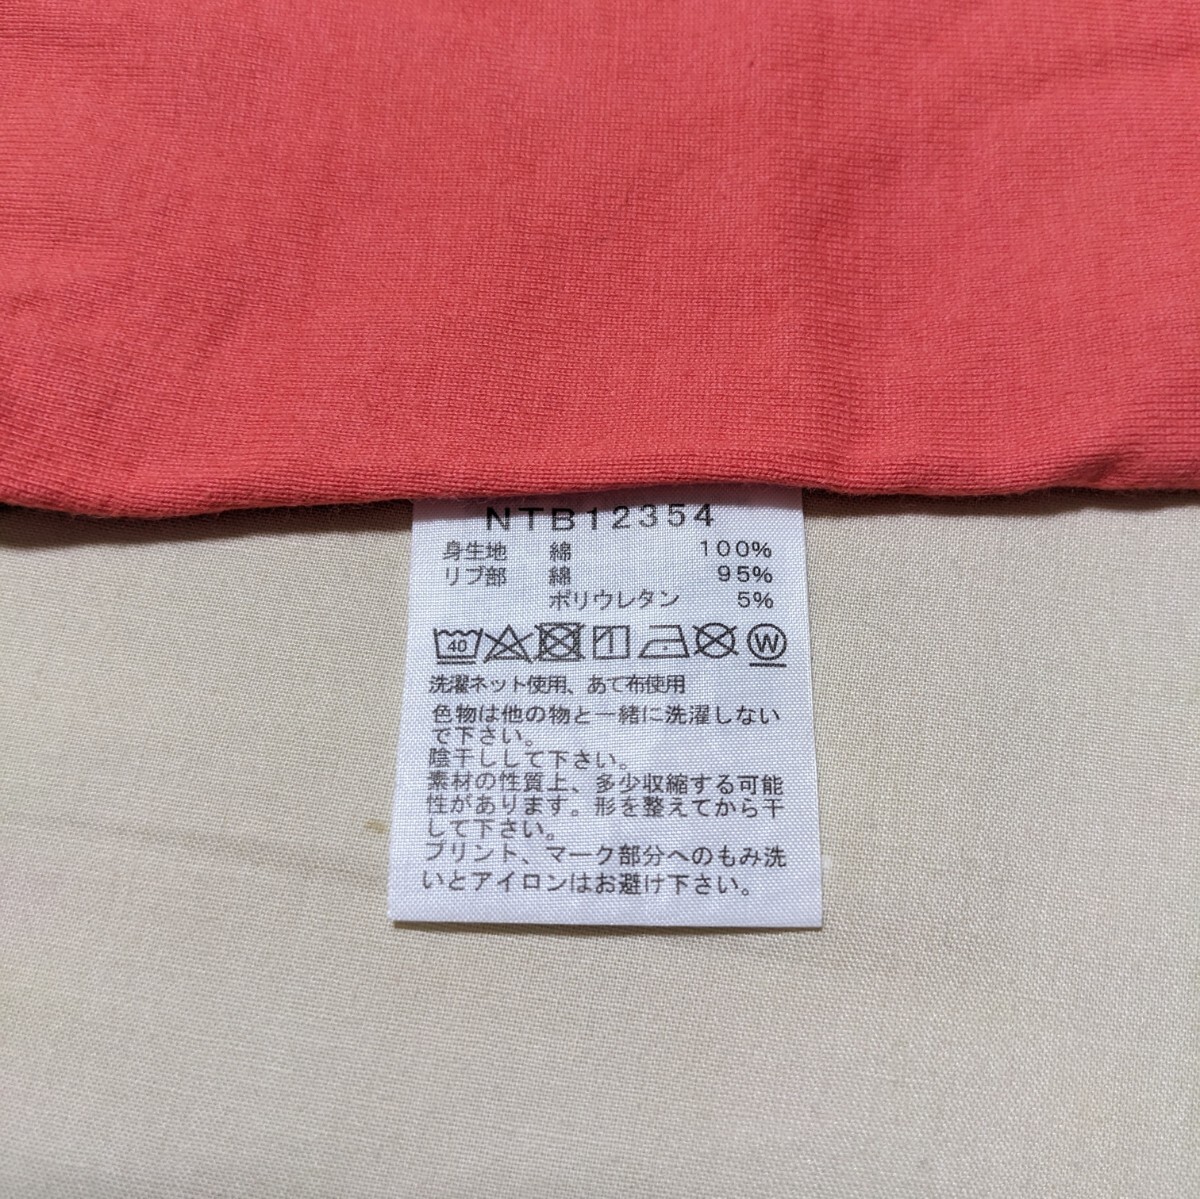 NTB12354
身生地 綿 100%
リブ部 綿 95%
ポリウレタン 5%
40 W
洗濯ネット使用、あて布使用
色物は他の物と一緒に洗濯しない
で下さい。
陰干しして下さい。
素材の性質上、多少収縮する可能
性があります。形を整えてから干
して下さい。
プリント、マーク部分へのもみ洗
いとアイロンはお避け下さい。